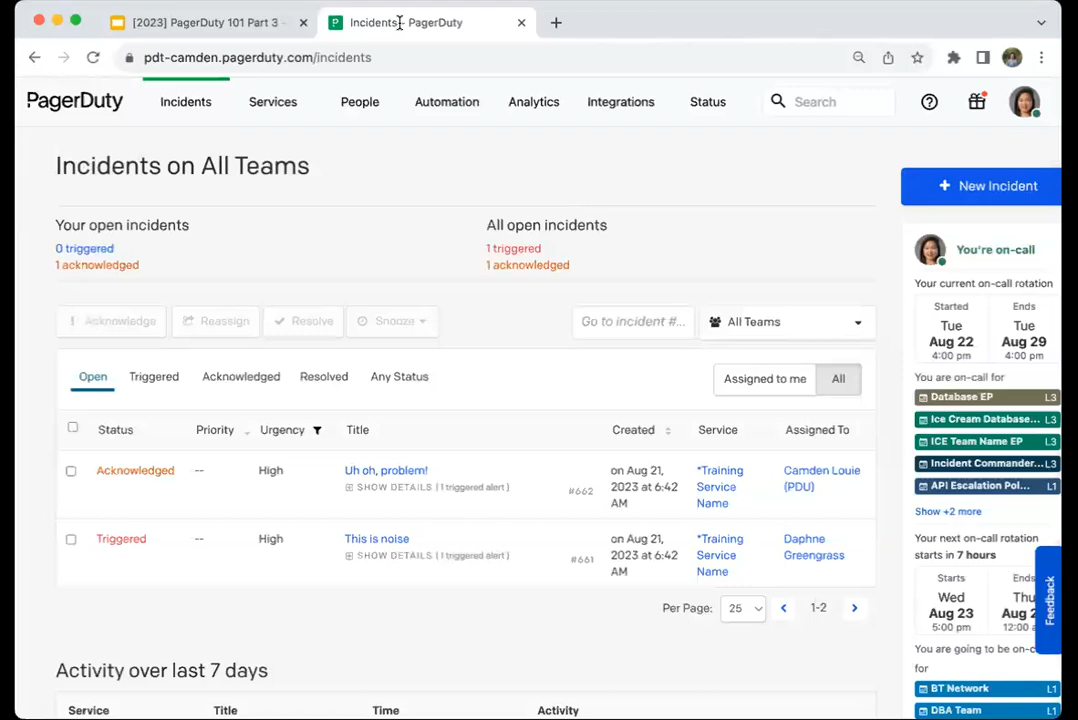 [2023] PagerDuty 101 Part 3 -
Incidents - PagerDuty
pdt-camden.pagerduty.com/incidents
PagerDuty
Incidents
Services
People
Automation
Analytics
Integrations
Status
Search
Incidents on All Teams
+ New Incident
Your open incidents
0 triggered
1 acknowledged
All open incidents
1 triggered
1 acknowledged
Acknowledge
Reassign
Resolve
Snooze
Go to incident #...
All Teams
Open
Triggered
Acknowledged
Resolved
Any Status
Assigned to me
All
Status
Priority
Urgency
Title
Created
Service
Assigned To
Acknowledged
--
High
Uh oh, problem!
SHOW DETAILS (1 triggered alert)
#662
on Aug 21,
2023 at 6:42
AM
*Training
Service
Name
Camden Louie
(PDU)
Triggered
--
High
This is noise
SHOW DETAILS (1 triggered alert)
#661
on Aug 21,
2023 at 6:42
AM
*Training
Service
Name
Daphne
Greengrass
Per Page:
25
1-2
Activity over last 7 days
Service
Title
Time
Activity
You're on-call
Your current on-call rotation
Started
Tue
Aug 22
4:00 pm
Ends
Tue
Aug 29
4:00 pm
You are on-call for
Database EP L3
Ice Cream Database... L3
ICE Team Name EP L3
Incident Commander... L3
API Escalation Pol... L1
Show +2 more
Your next on-call rotation
starts in 7 hours
Starts
Wed
Aug 23
5:00 pm
Ends
Thu
Aug 2
12:00 a
You are going to be on-c
for
BT Network L1
DBA Team L1
Feedback